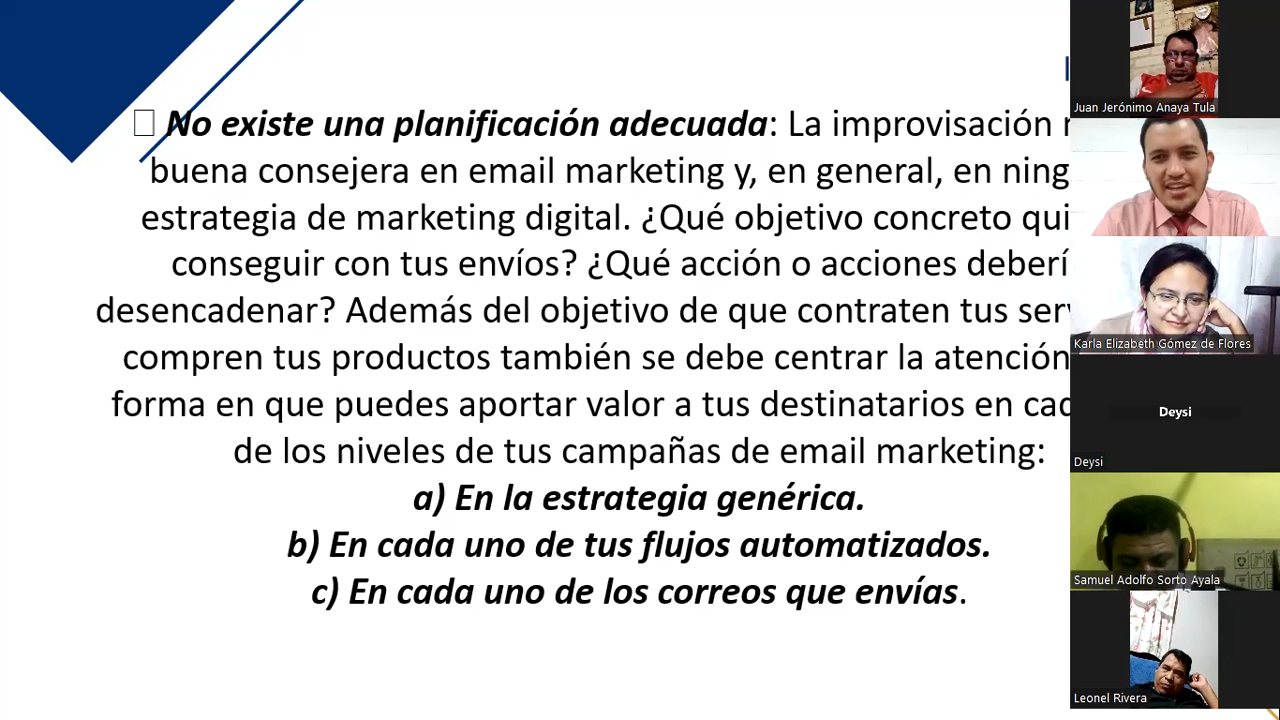 No existe una planificación adecuada: La improvisación
buena consejera en email marketing y, en general, en ning
estrategia de marketing digital. ¿Qué objetivo concreto qui
conseguir con tus envíos? ¿Qué acción o acciones deberí
desencadenar? Además del objetivo de que contraten tus serv
compren tus productos también se debe centrar la atención
forma en que puedes aportar valor a tus destinatarios en cad
de los niveles de tus campañas de email marketing:
a) En la estrategia genérica.
b) En cada uno de tus flujos automatizados.
c) En cada uno de los correos que envías.
Juan Jerónimo Anaya Tula
Karla Elizabeth Gómez de Flores
Deysi
Deysi
Samuel Adolfo Sorto Ayala
Leonel Rivera